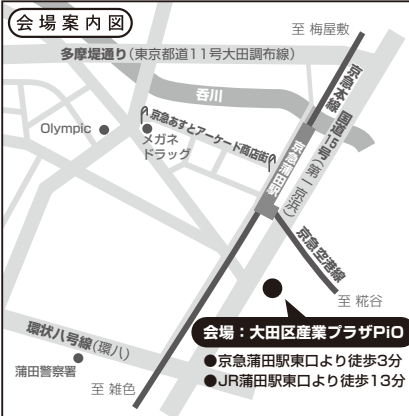 会場案内図
至 梅屋敷
多摩堤通り(東京都道11号大田調布線)
京急本線
国道15号(第一京浜)
呑川
京急あすとアーケード商店街
Olympic
メガネ
ドラッグ
京急蒲田駅
京急空港線
至 糀谷
会場：大田区産業プラザPiO
●京急蒲田駅東口より徒歩3分
●JR蒲田駅東口より徒歩13分
環状八号線(環八)
蒲田警察署
至 雑色